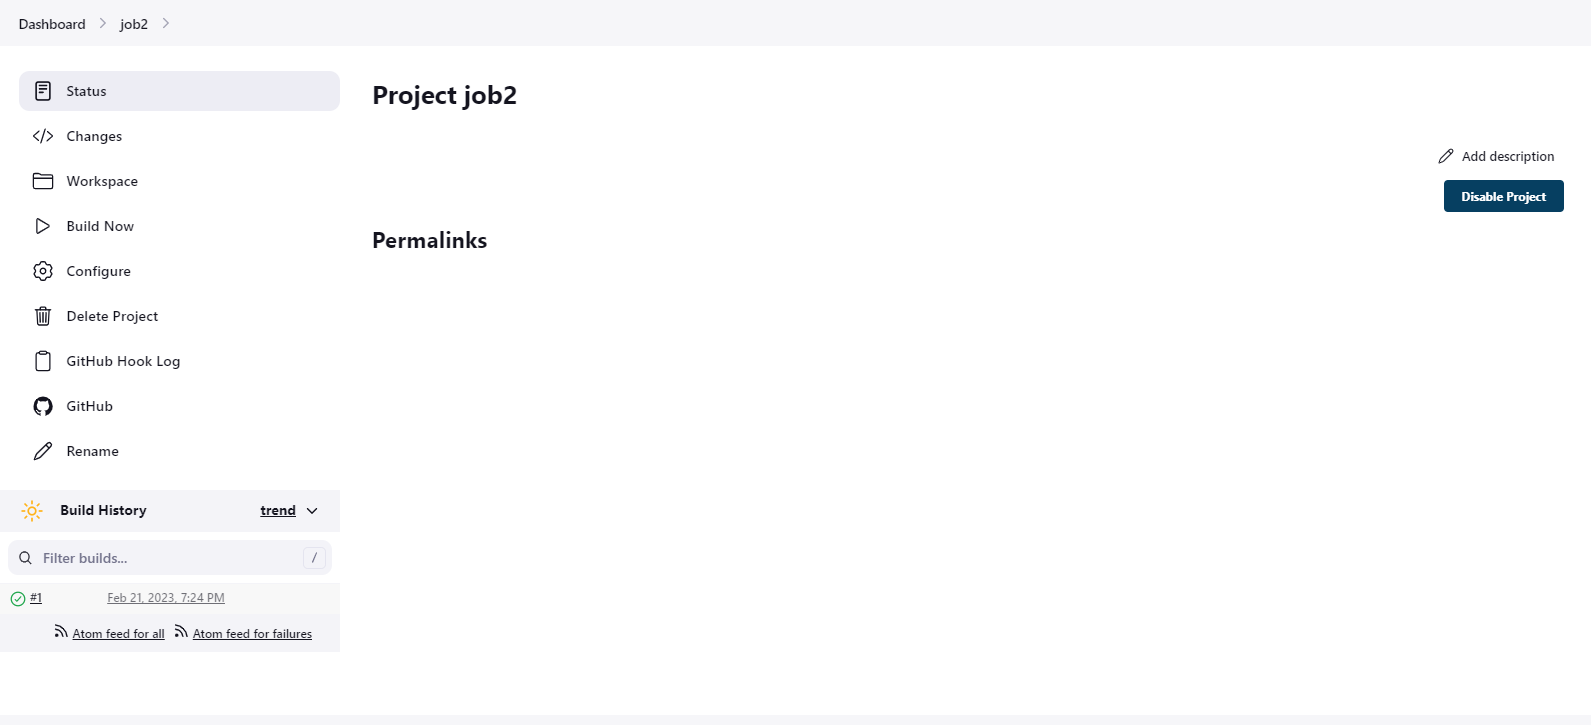 Dashboard job2
Status
Changes
Workspace
Build Now
Configure
Delete Project
GitHub Hook Log
GitHub
Rename
Build History trend
Filter builds... /
#1 Feb 21, 2023, 7:24 PM
Atom feed for all Atom feed for failures
Project job2
Add description
Disable Project
Permalinks